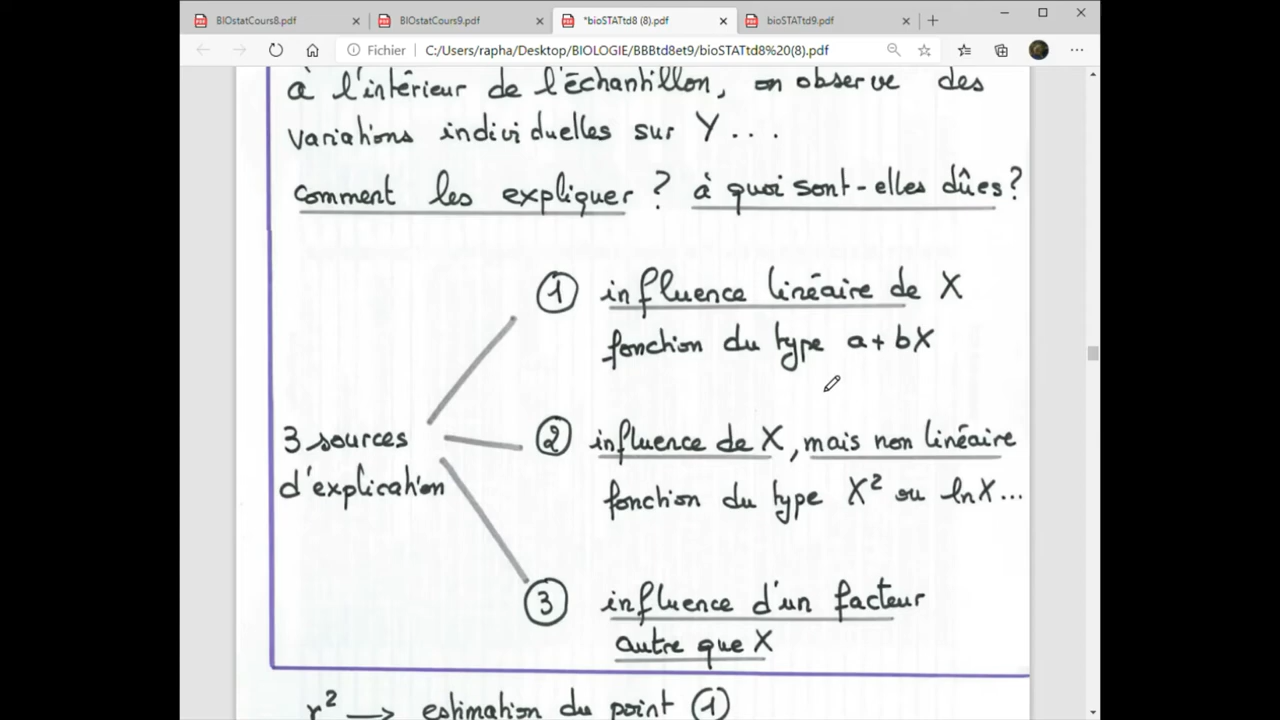 BIOstatCours8.pdf
BIOstatCours9.pdf
*bioSTATtd8 (8).pdf
bioSTATtd9.pdf
Fichier C:/Users/rapha/Desktop/BIOLOGIE/BBBtd8et9/bioSTATtd8%20(8).pdf
à l'intérieur de l'échantillon, on observe des
variations individuelles sur Y...
comment les expliquer ? à quoi sont-elles dûes ?
① influence linéaire de X
fonction du type a + bX
3 sources
d'explication
② influence de X, mais non linéaire
fonction du type X² ou lnX...
③ influence d'un facteur
autre que X
r² → estimation du point ①